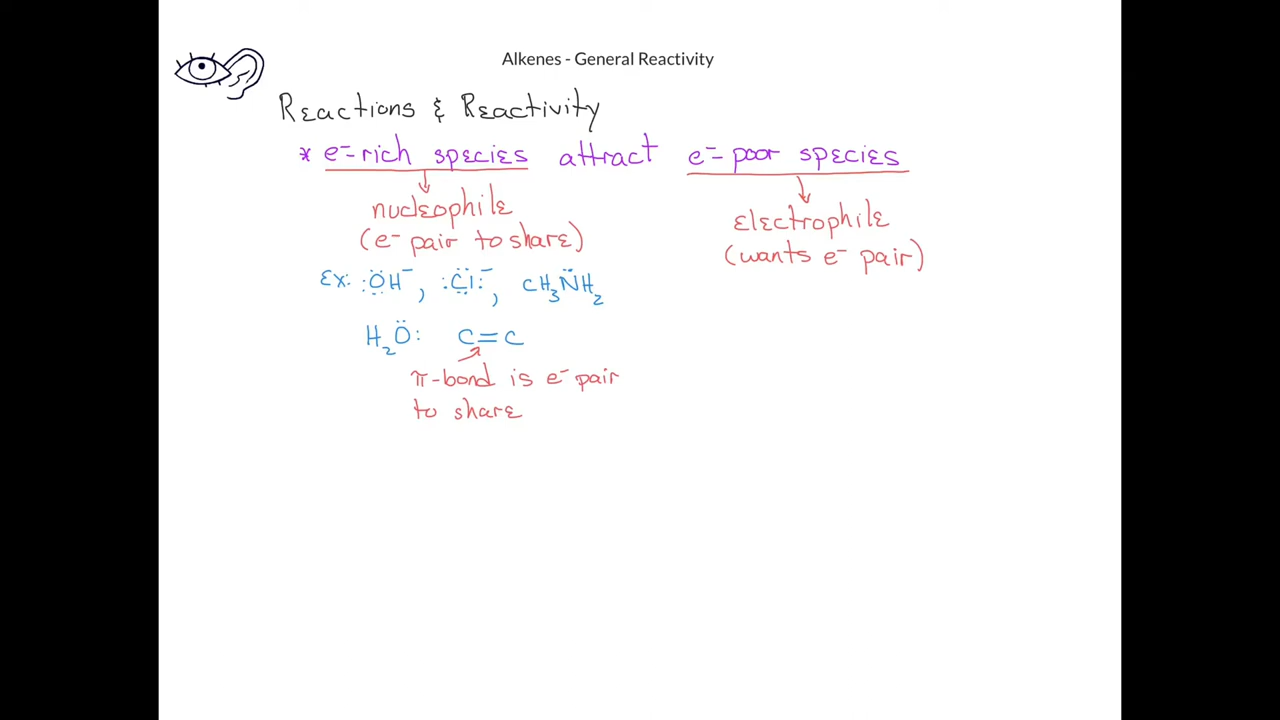 Alkenes - General Reactivity
Reactions & Reactivity
* e⁻-rich species attract e⁻-poor species
nucleophile
(e⁻ pair to share)
electrophile
(wants e⁻ pair)
Ex: :ÖH⁻, :Cl:⁻, CH₃N̈H₂
H₂Ö: C=C
π-bond is e⁻ pair
to share